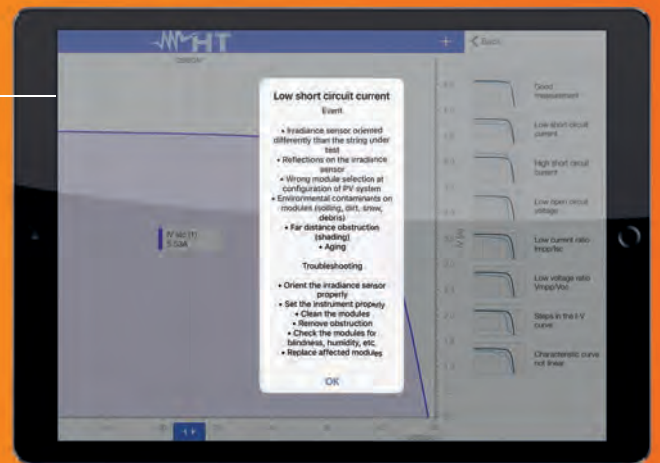 HT
Back
Low short circuit current
Event
• Irradiance sensor oriented
differently than the string under
test
• Reflections on the irradiance
sensor
• Wrong module selection at
configuration of PV system
• Environmental contaminants on
modules (soiling, dirt, snow,
debris)
• Far distance obstruction
(shading)
• Aging
Troubleshooting
• Orient the irradiance sensor
properly
• Set the instrument properly
• Clean the modules
• Remove obstruction
• Check the modules for
blindness, humidity, etc.
• Replace affected modules
OK
5.53A
Good
measurement
Low short circuit
current
High short circuit
current
Low open circuit
voltage
Low current ratio
Impp/Isc
Low voltage ratio
Vmpp/Voc
Steps in the I-V
curve
Characteristic curve
not linear